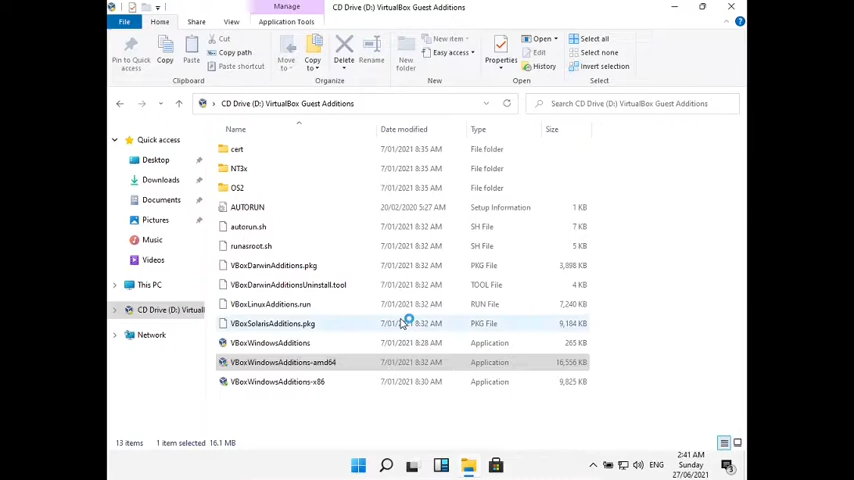 Manage
CD Drive (D:) VirtualBox Guest Additions
File
Home
Share
View
Application Tools
Pin to Quick access
Copy
Paste
Cut
Copy path
Paste shortcut
Clipboard
Move to
Copy to
Delete
Rename
Organize
New folder
New item
Easy access
New
Properties
Open
Edit
History
Open
Select all
Select none
Invert selection
Select
CD Drive (D:) VirtualBox Guest Additions
Search CD Drive (D:) VirtualBox Guest Additions
Quick access
Desktop
Downloads
Documents
Pictures
Music
Videos
This PC
CD Drive (D:) Virtuall
Network
Name Date modified Type Size
cert 7/01/2021 8:35 AM File folder
NT3x 7/01/2021 8:35 AM File folder
OS2 7/01/2021 8:35 AM File folder
AUTORUN 20/02/2020 5:27 AM Setup Information 1 KB
autorun.sh 7/01/2021 8:32 AM SH File 7 KB
runasroot.sh 7/01/2021 8:32 AM SH File 5 KB
VBoxDarwinAdditions.pkg 7/01/2021 8:32 AM PKG File 3,898 KB
VBoxDarwinAdditionsUninstall.tool 7/01/2021 8:32 AM TOOL File 4 KB
VBoxLinuxAdditions.run 7/01/2021 8:32 AM RUN File 7,240 KB
VBoxSolarisAdditions.pkg 7/01/2021 8:32 AM PKG File 9,184 KB
VBoxWindowsAdditions 7/01/2021 8:28 AM Application 265 KB
VBoxWindowsAdditions-amd64 7/01/2021 8:32 AM Application 16,556 KB
VBoxWindowsAdditions-x86 7/01/2021 8:30 AM Application 9,825 KB
13 items 1 item selected 16.1 MB
ENG
2:41 AM
Sunday
27/06/2021
3